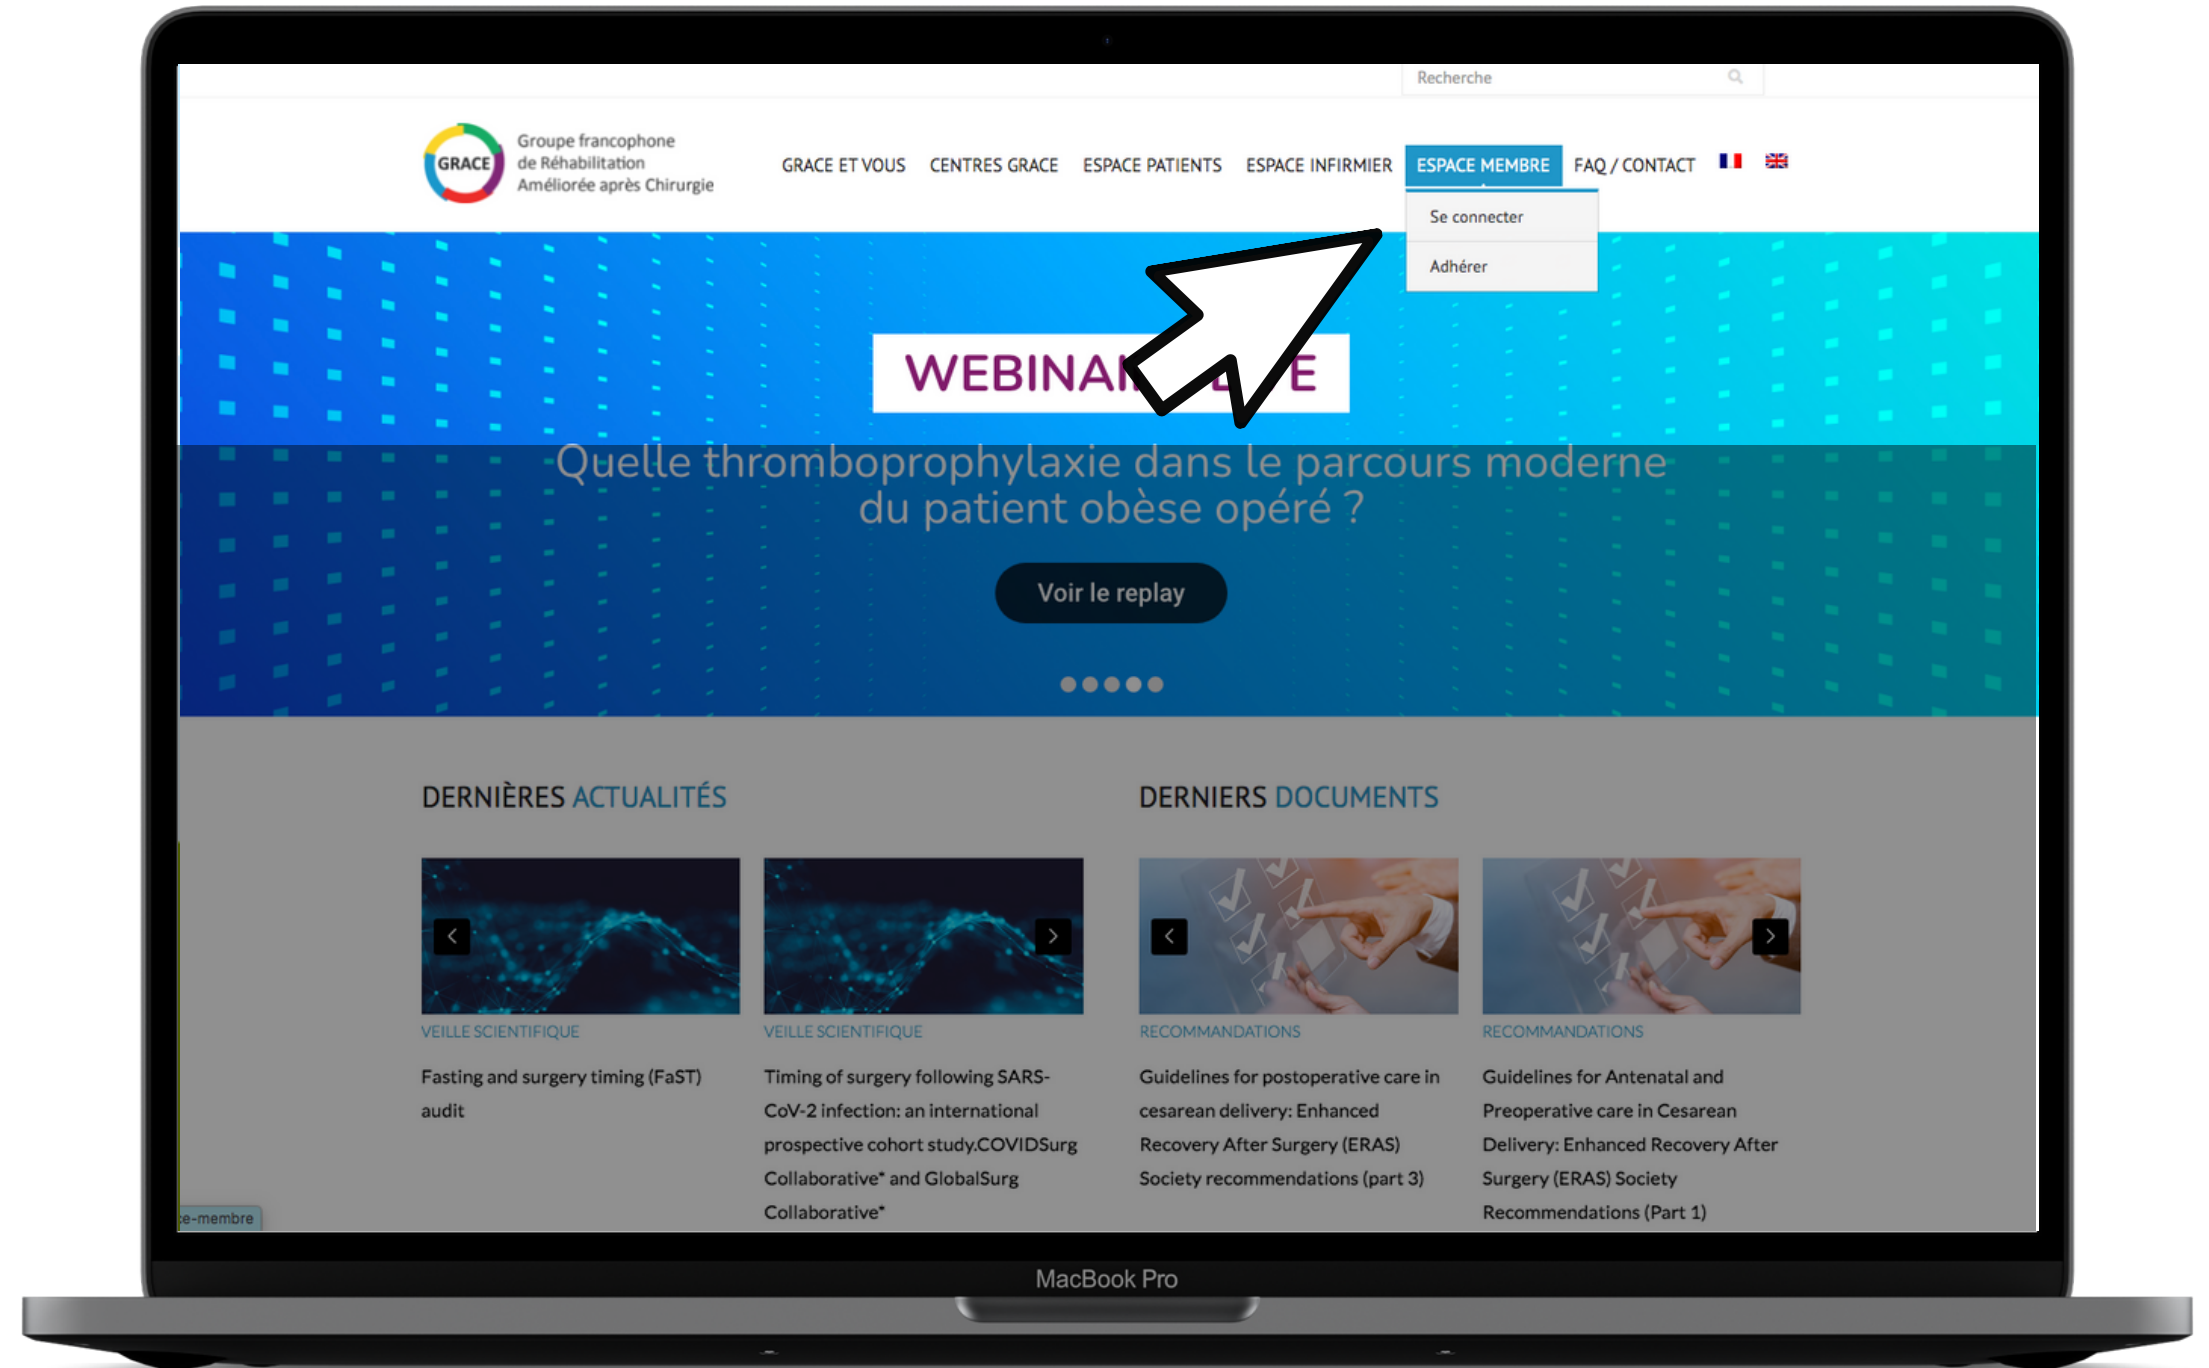 Recherche
GRACE
Groupe francophone
de Réhabilitation
Améliorée après Chirurgie
GRACE ET VOUS CENTRES GRACE ESPACE PATIENTS ESPACE INFIRMIER ESPACE MEMBRE FAQ / CONTACT
Se connecter
Adhérer
Quelle thromboprophylaxie dans le parcours moderne
du patient obèse opéré ?
Voir le replay
DERNIÈRES ACTUALITÉS
DERNIERS DOCUMENTS
VEILLE SCIENTIFIQUE
Fasting and surgery timing (FaST)
audit
VEILLE SCIENTIFIQUE
Timing of surgery following SARS-
CoV-2 infection: an international
prospective cohort study.COVIDSurg
Collaborative* and GlobalSurg
Collaborative*
RECOMMANDATIONS
Guidelines for postoperative care in
cesarean delivery: Enhanced
Recovery After Surgery (ERAS)
Society recommendations (part 3)
RECOMMANDATIONS
Guidelines for Antenatal and
Preoperative care in Cesarean
Delivery: Enhanced Recovery After
Surgery (ERAS) Society
Recommendations (Part 1)
e-membre
MacBook Pro